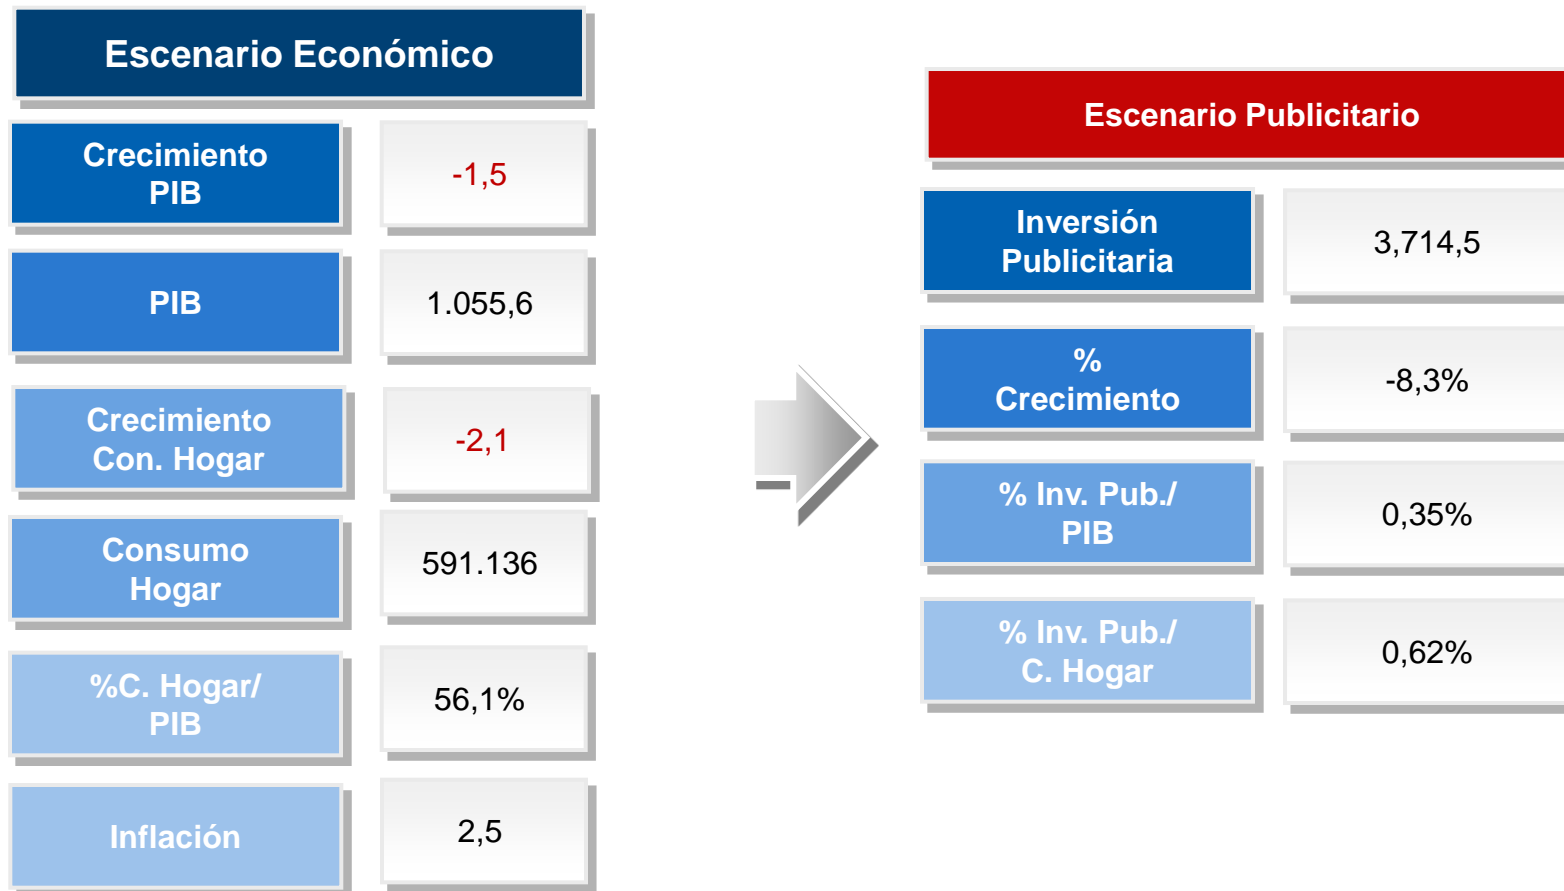 Escenario Económico
Crecimiento
PIB
-1,5
PIB
1.055,6
Crecimiento
Con. Hogar
-2,1
Consumo
Hogar
591.136
%C. Hogar/
PIB
56,1%
Inflación
2,5
Escenario Publicitario
Inversión
Publicitaria
3,714,5
%
Crecimiento
-8,3%
% Inv. Pub./
PIB
0,35%
% Inv. Pub./
C. Hogar
0,62%